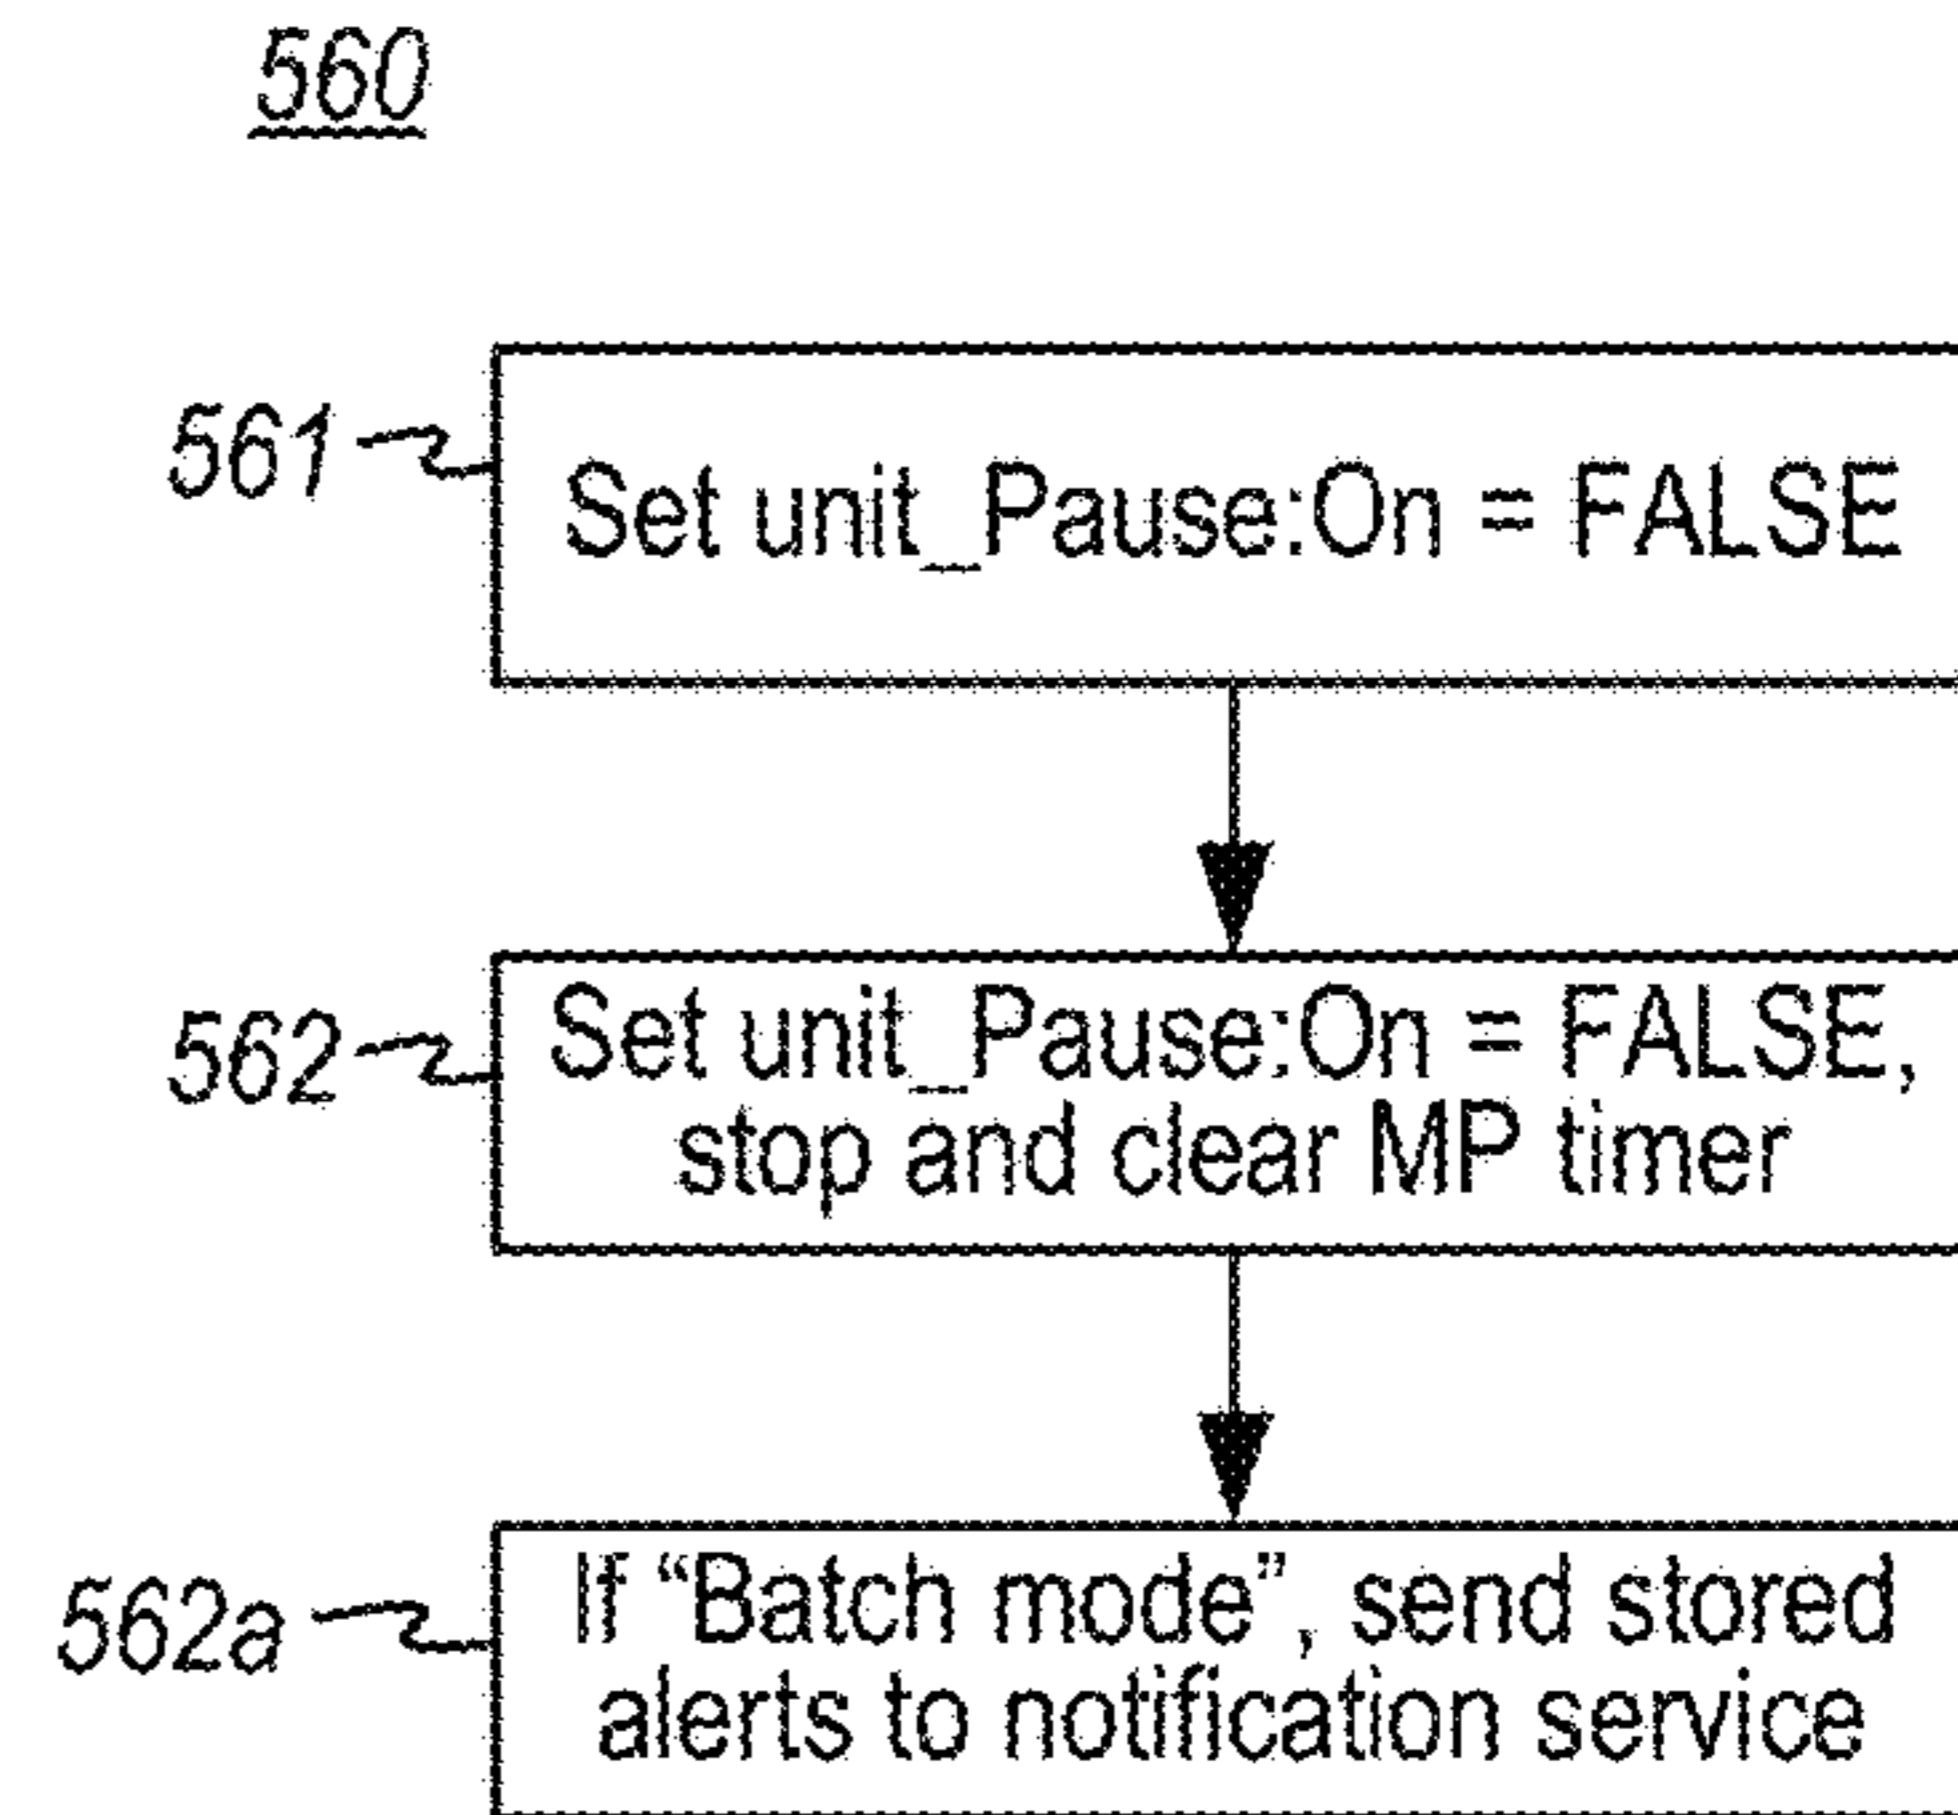 560
561
Set unit_Pause:On = FALSE
562
Set unit_Pause:On = FALSE,
stop and clear MP timer
562a
If “Batch mode”, send stored
alerts to notification service